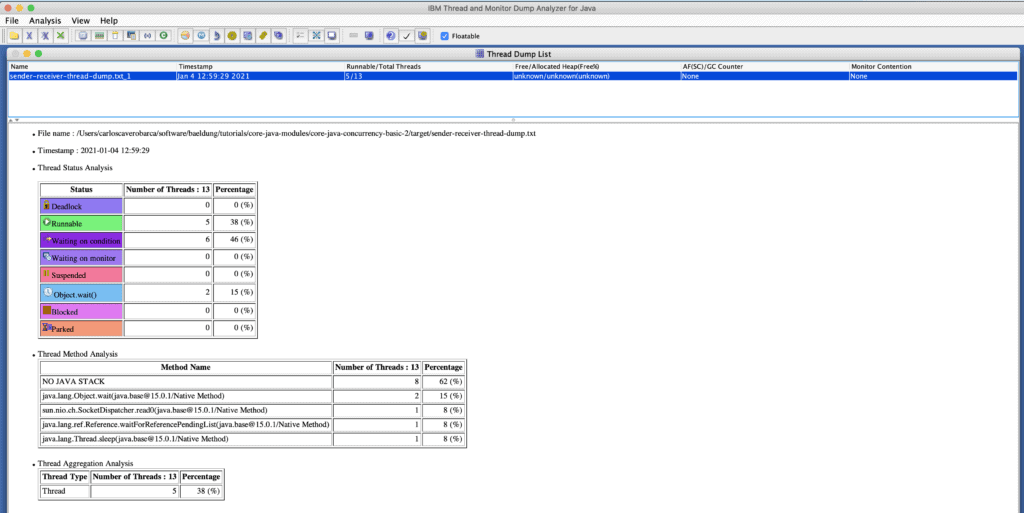 IBM Thread and Monitor Dump Analyzer for Java
File Analysis View Help
Floatable
Thread Dump List
Name Timestamp Runnable/Total Threads Free/Allocated Heap(Free%) AF(SC)/GC Counter Monitor Contention
sender-receiver-thread-dump.txt_1 Jan 4 12:59:29 2021 5/13 unknown/unknown(unknown) None None
• File name : /Users/carloscaverobarca/software/baeldung/tutorials/core-java-modules/core-java-concurrency-basic-2/target/sender-receiver-thread-dump.txt
• Timestamp : 2021-01-04 12:59:29
• Thread Status Analysis
Status Number of Threads : 13 Percentage
Deadlock 0 0 (%)
Runnable 5 38 (%)
Waiting on condition 6 46 (%)
Waiting on monitor 0 0 (%)
Suspended 0 0 (%)
Object.wait() 2 15 (%)
Blocked 0 0 (%)
Parked 0 0 (%)
• Thread Method Analysis
Method Name Number of Threads : 13 Percentage
NO JAVA STACK 8 62 (%)
java.lang.Object.wait(java.base@15.0.1/Native Method) 2 15 (%)
sun.nio.ch.SocketDispatcher.read0(java.base@15.0.1/Native Method) 1 8 (%)
java.lang.ref.Reference.waitForReferencePendingList(java.base@15.0.1/Native Method) 1 8 (%)
java.lang.Thread.sleep(java.base@15.0.1/Native Method) 1 8 (%)
• Thread Aggregation Analysis
Thread Type Number of Threads : 13 Percentage
Thread 5 38 (%)